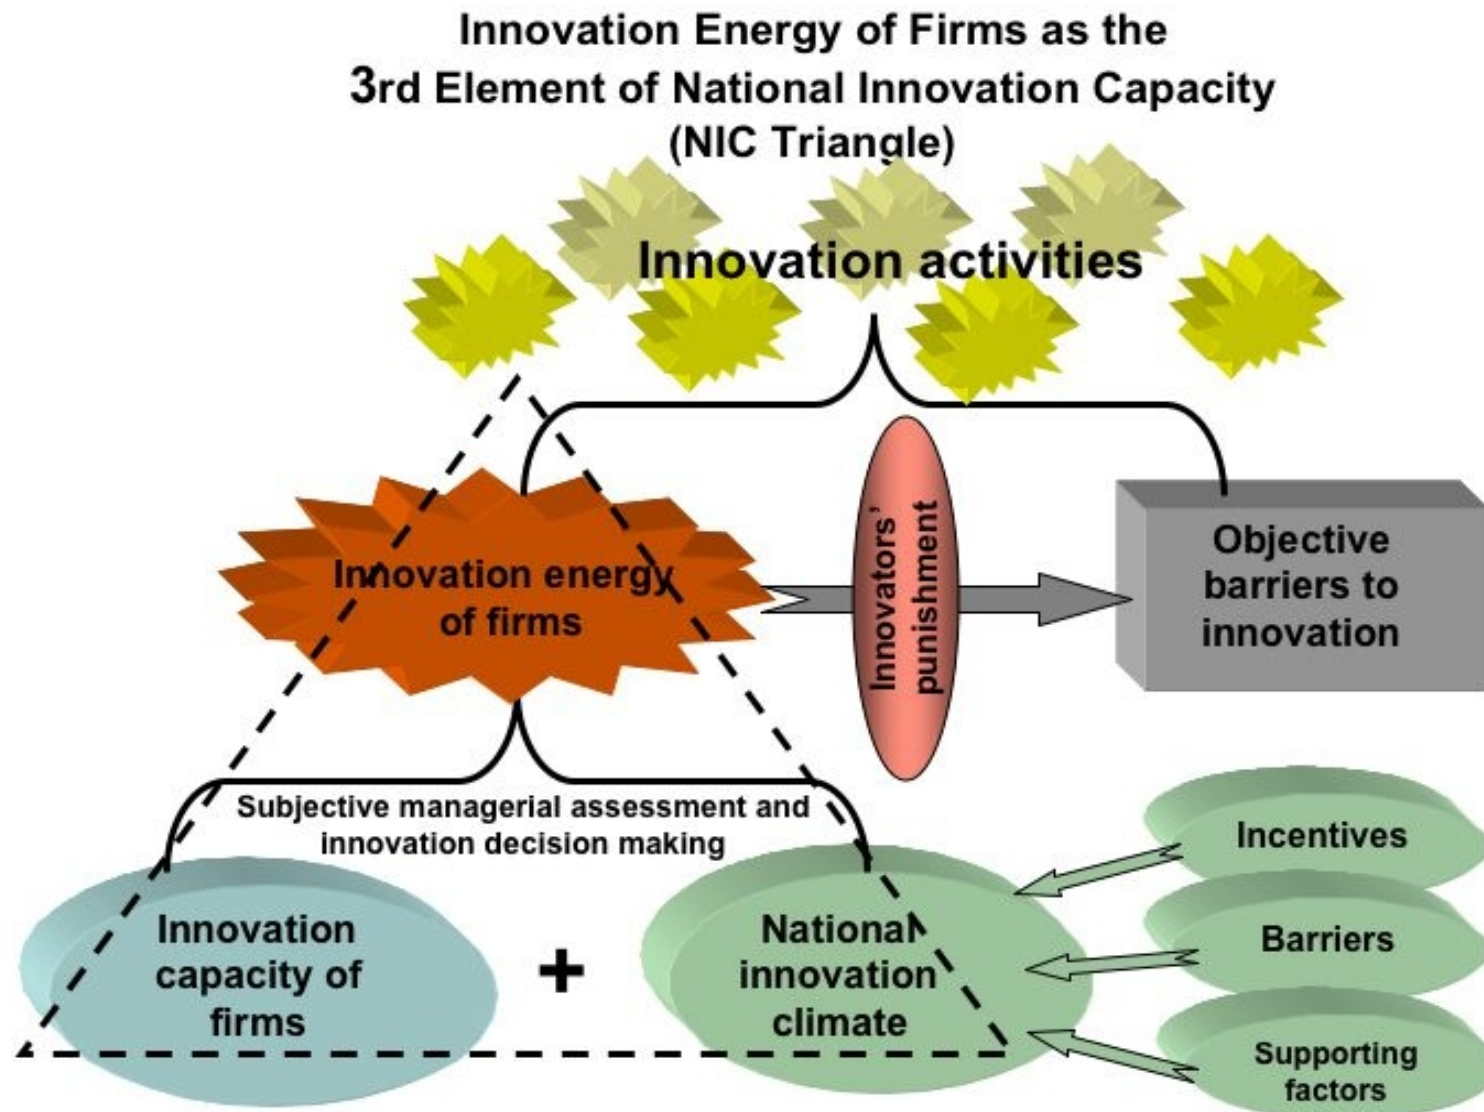 Innovation Energy of Firms as the
3rd Element of National Innovation Capacity
(NIC Triangle)
Innovation activities
Innovation energy
of firms
Innovators'
punishment
Objective
barriers to
innovation
Subjective managerial assessment and
innovation decision making
Innovation
capacity of
firms
+
National
innovation
climate
Incentives
Barriers
Supporting
factors